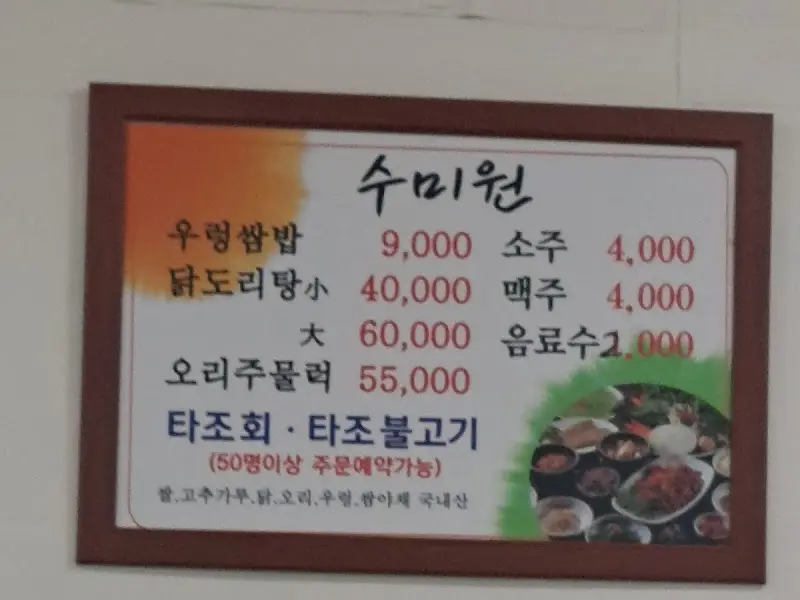 수미원
우렁쌈밥 9,000
닭도리탕小 40,000
大 60,000
오리주물럭 55,000
소주 4,000
맥주 4,000
음료수 2,000
타조회 · 타조불고기
(50명이상 주문예약가능)
쌀.고추가루.닭.오리.우렁.쌈야채 국내산